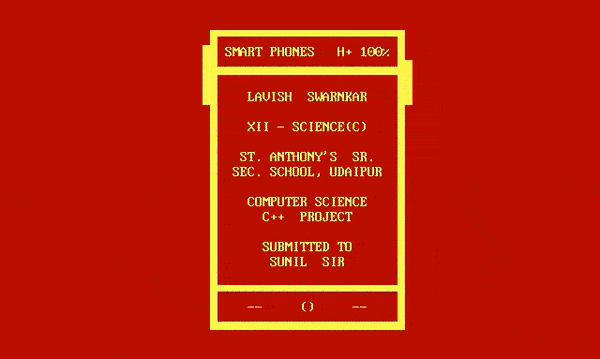 SMART PHONES H+ 100%
LAVISH SWARNKAR
XII - SCIENCE(C)
ST. ANTHONY'S SR.
SEC. SCHOOL, UDAIPUR
COMPUTER SCIENCE
C++ PROJECT
SUBMITTED TO
SUNIL SIR
-- () --